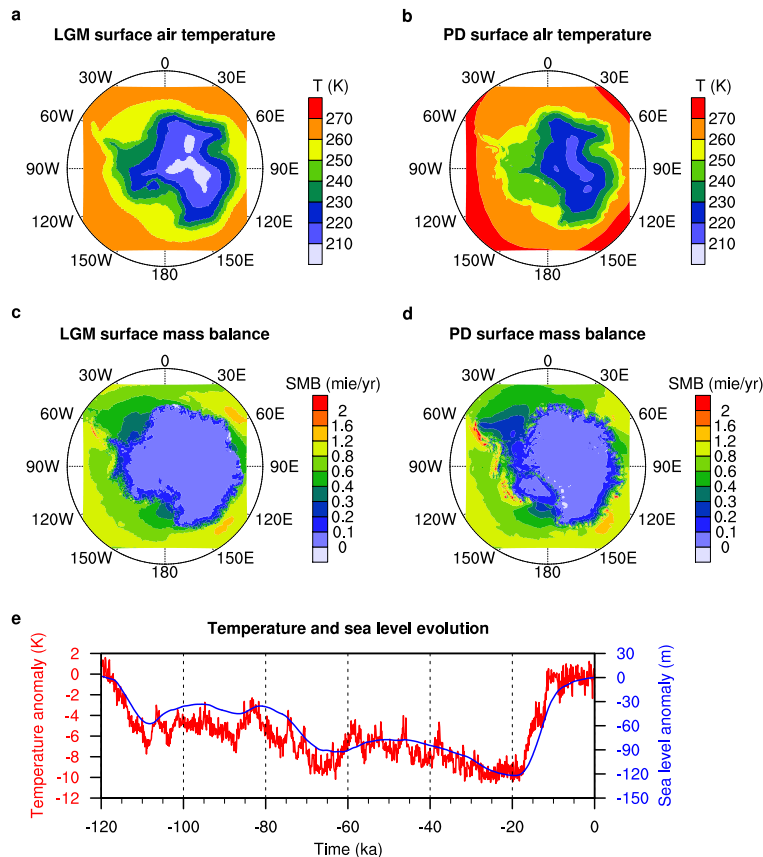 a
LGM surface air temperature
0
30W
30E
60W
60E
90W
90E
120W
120E
150W
150E
180
T (K)
270
260
250
240
230
220
210
b
PD surface air temperature
0
30W
30E
60W
60E
90W
90E
120W
120E
150W
150E
180
T (K)
270
260
250
240
230
220
210
c
LGM surface mass balance
0
30W
30E
60W
60E
90W
90E
120W
120E
150W
150E
180
SMB (mie/yr)
2
1.6
1.2
0.8
0.6
0.4
0.3
0.2
0.1
0
d
PD surface mass balance
0
30W
30E
60W
60E
90W
90E
120W
120E
150W
150E
180
SMB (mie/yr)
2
1.6
1.2
0.8
0.6
0.4
0.3
0.2
0.1
0
e
Temperature and sea level evolution
Temperature anomaly (K)
2
0
-2
-4
-6
-8
-10
-12
30
0
-30
-60
-90
-120
-150
Sea level anomaly (m)
-120
-100
-80
-60
-40
-20
0
Time (ka)